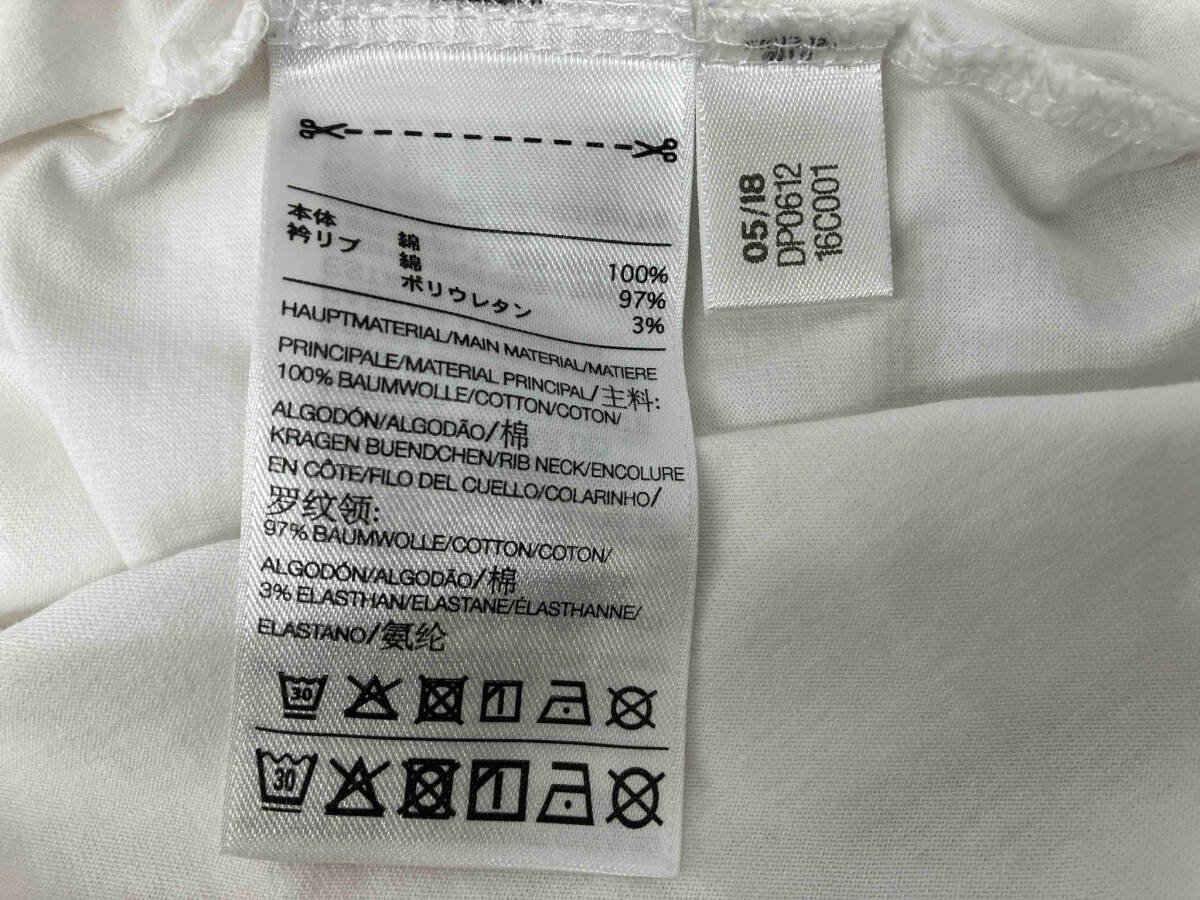 本体 綿 100%
衿リブ 綿 97%
ポリウレタン 3%
HAUPTMATERIAL/MAIN MATERIAL/MATIERE
PRINCIPALE/MATERIAL PRINCIPAL/主料:
100% BAUMWOLLE/COTTON/COTON/
ALGODÓN/ALGODÃO/棉
KRAGEN BUENDCHEN/RIB NECK/ENCOLURE
EN CÔTE/FILO DEL CUELLO/COLARINHO/
罗纹领:
97% BAUMWOLLE/COTTON/COTON/
ALGODÓN/ALGODÃO/棉
3% ELASTHAN/ELASTANE/ÉLASTHANNE/
ELASTANO/氨纶
30
30
05/18
DP0612
16C001